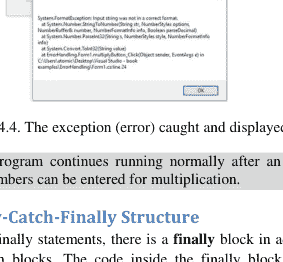 System.FormatException: Input string was not in a correct format.
at System.Number.StringToNumber(String str, NumberStyles options,
NumberBuffer& number, NumberFormatInfo info, Boolean parseDecimal)
at System.Number.ParseInt32(String s, NumberStyles style, NumberFormatInfo
info)
at System.Convert.ToInt32(String value)
at ErrorHandling.Form1.multiplyButton_Click(Object sender, EventArgs e) in
C:\Users\atomic\Desktop\Visual Studio - book
examples\ErrorHandling\Form1.cs:line 24
OK
4.4. The exception (error) caught and displayed
rogram continues running normally after an
mbers can be entered for multiplication.
y-Catch-Finally Structure
inally statements, there is a finally block in a
h blocks. The code inside the finally block